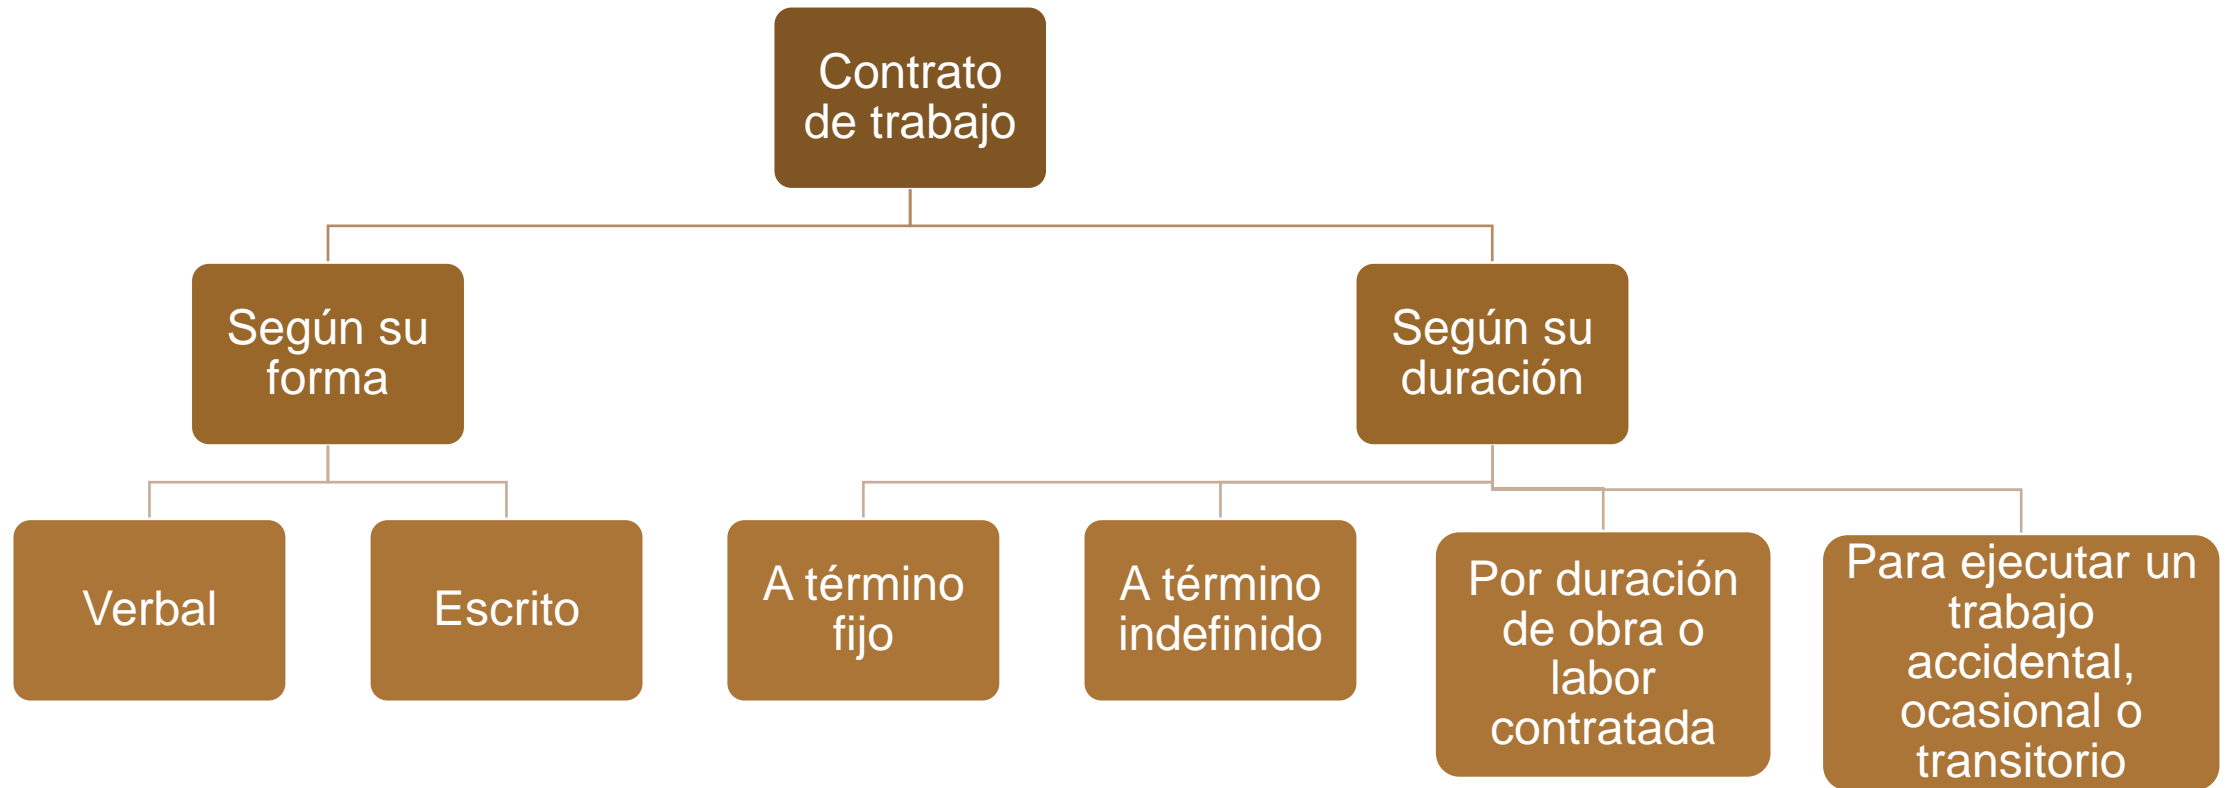 Contrato
de trabajo
Según su
forma
Según su
duración
Verbal
Escrito
A término
fijo
A término
indefinido
Por duración
de obra o
labor
contratada
Para ejecutar un
trabajo
accidental,
ocasional o
transitorio